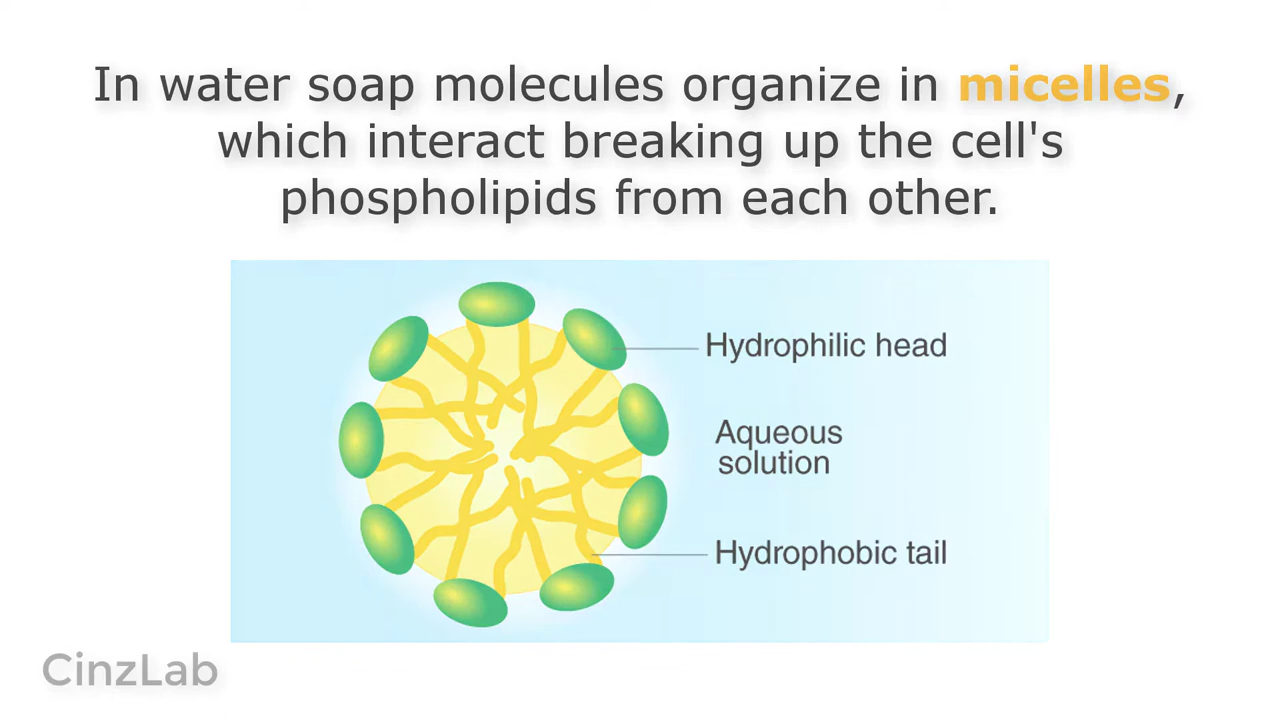 In water soap molecules organize in micelles,
which interact breaking up the cell's
phospholipids from each other.
Hydrophilic head
Aqueous
solution
Hydrophobic tail
CinzLab